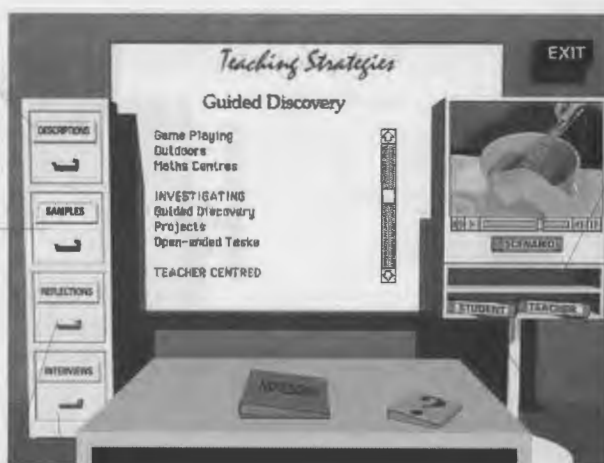 Teaching Strategies
Guided Discovery
Game Playing
Outdoors
Maths Centres
INVESTIGATING
Guided Discovery
Projects
Open-ended Tasks
TEACHER CENTRED
EXIT
DESCRIPTIONS
SAMPLES
REFLECTIONS
INTERVIEWS
SCENARIO
STUDENT
TEACHER
NOTEBOOK
?